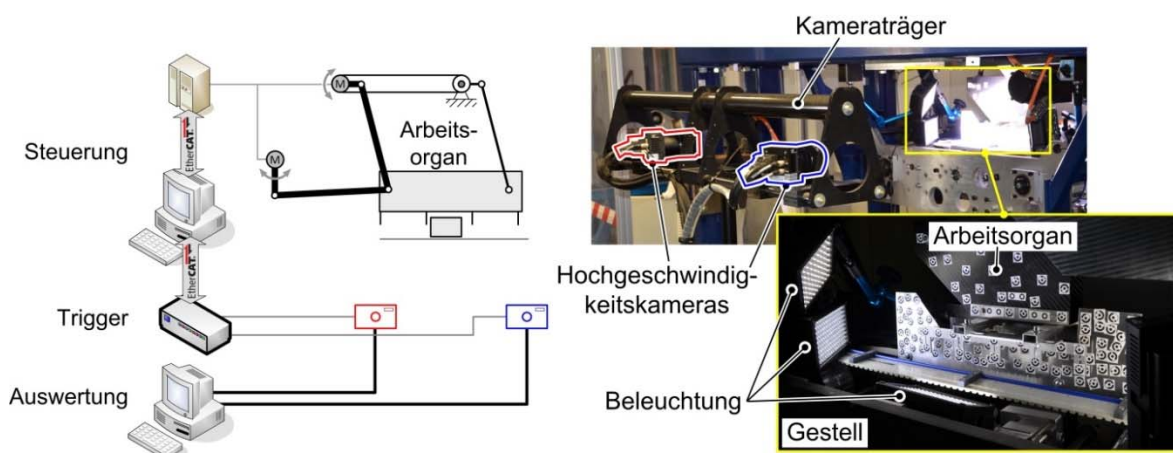 Steuerung
EtherCAT
M
M
Arbeits-
organ
EtherCAT
Trigger
Auswertung
Kameraträger
Hochgeschwindig-
keitskameras
Arbeitsorgan
Beleuchtung
Gestell